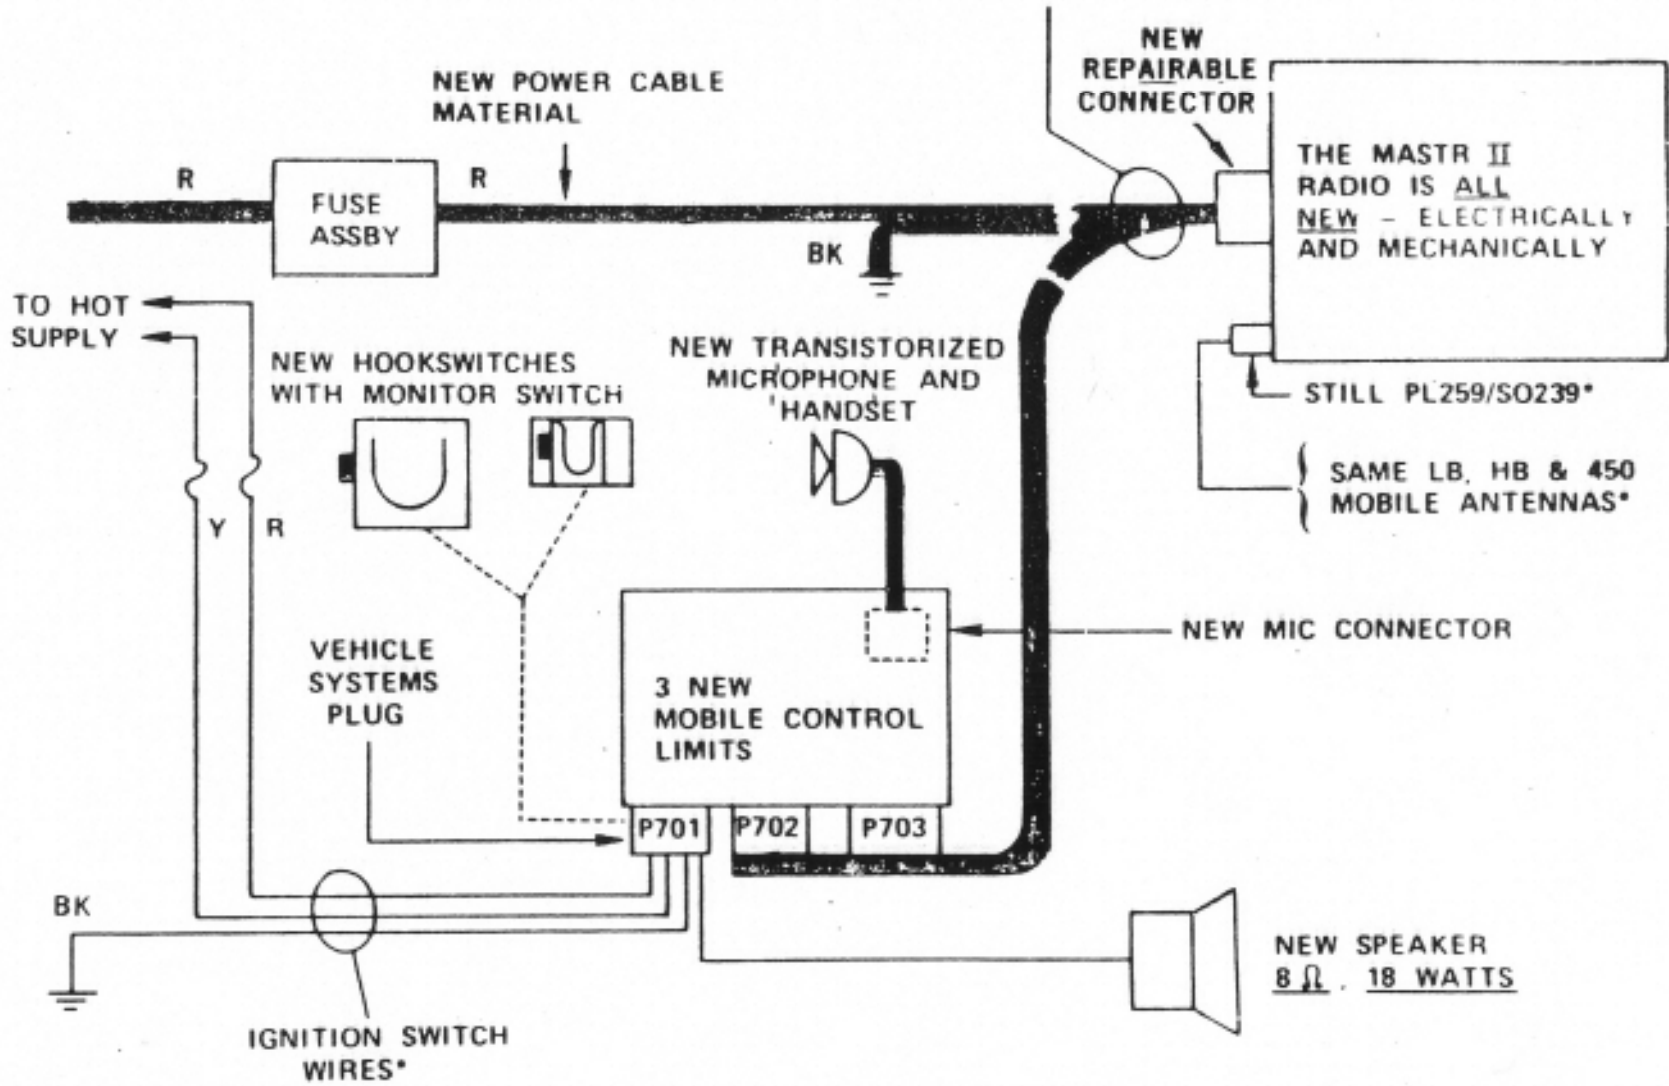 NEW
REPAIRABLE
CONNECTOR
NEW POWER CABLE
MATERIAL
R
FUSE
ASSBY
R
BK
THE MASTR II
RADIO IS ALL
NEW - ELECTRICALLY
AND MECHANICALLY
TO HOT
SUPPLY
NEW HOOKSWITCHES
WITH MONITOR SWITCH
NEW TRANSISTORIZED
MICROPHONE AND
HANDSET
STILL PL259/SO239*
SAME LB, HB & 450
MOBILE ANTENNAS*
Y
R
NEW MIC CONNECTOR
VEHICLE
SYSTEMS
PLUG
3 NEW
MOBILE CONTROL
LIMITS
P701
P702
P703
BK
NEW SPEAKER
8 Ω, 18 WATTS
IGNITION SWITCH
WIRES*